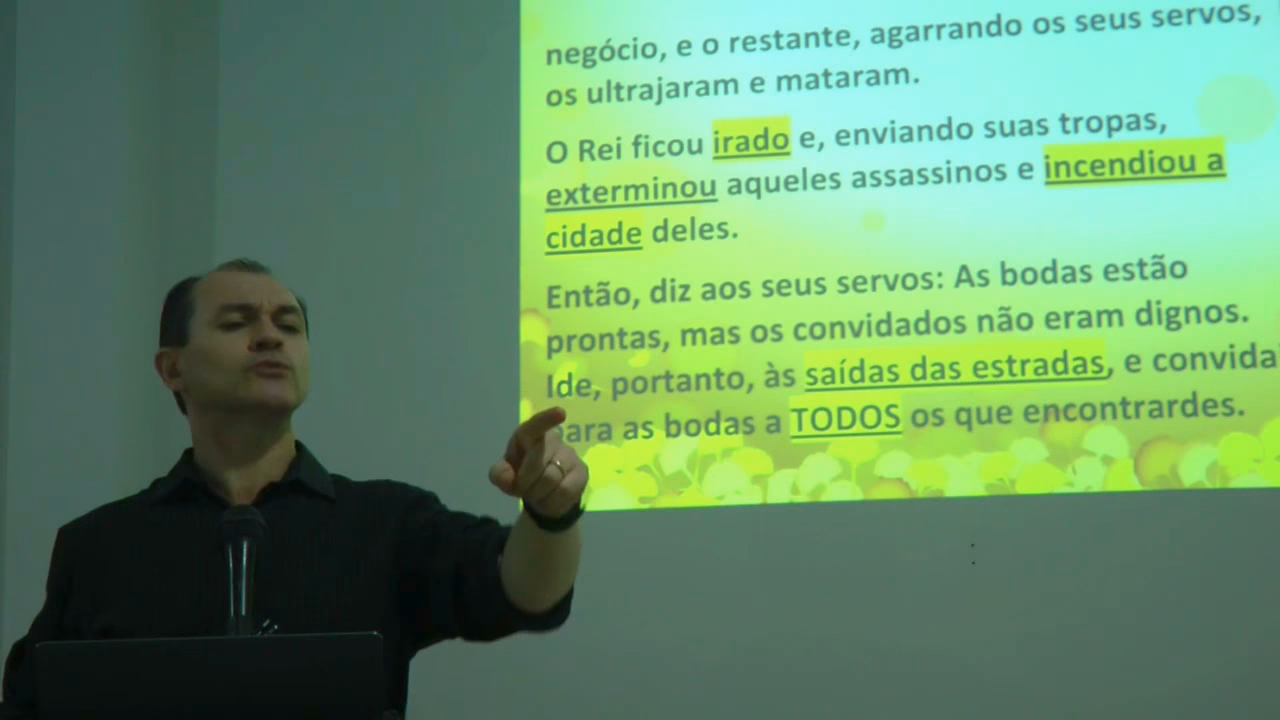 negócio, e o restante, agarrando os seus servos,
os ultrajaram e mataram.
O Rei ficou irado e, enviando suas tropas,
exterminou aqueles assassinos e incendiou a
cidade deles.
Então, diz aos seus servos: As bodas estão
prontas, mas os convidados não eram dignos.
Ide, portanto, às saídas das estradas, e convida
para as bodas a TODOS os que encontrardes.